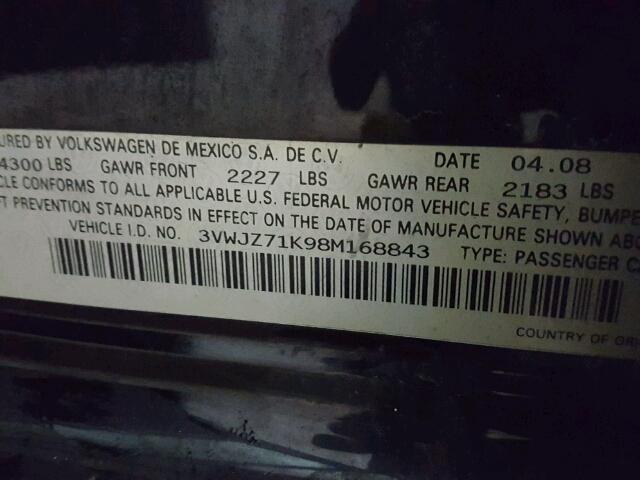 URED BY VOLKSWAGEN DE MEXICO S.A. DE C.V. DATE 04.08
4300 LBS GAWR FRONT 2227 LBS GAWR REAR 2183 LBS
CLE CONFORMS TO ALL APPLICABLE U.S. FEDERAL MOTOR VEHICLE SAFETY, BUMPE
FT PREVENTION STANDARDS IN EFFECT ON THE DATE OF MANUFACTURE SHOWN ABO
VEHICLE I.D. NO. 3VWJZ71K98M168843 TYPE: PASSENGER C
COUNTRY OF ORI